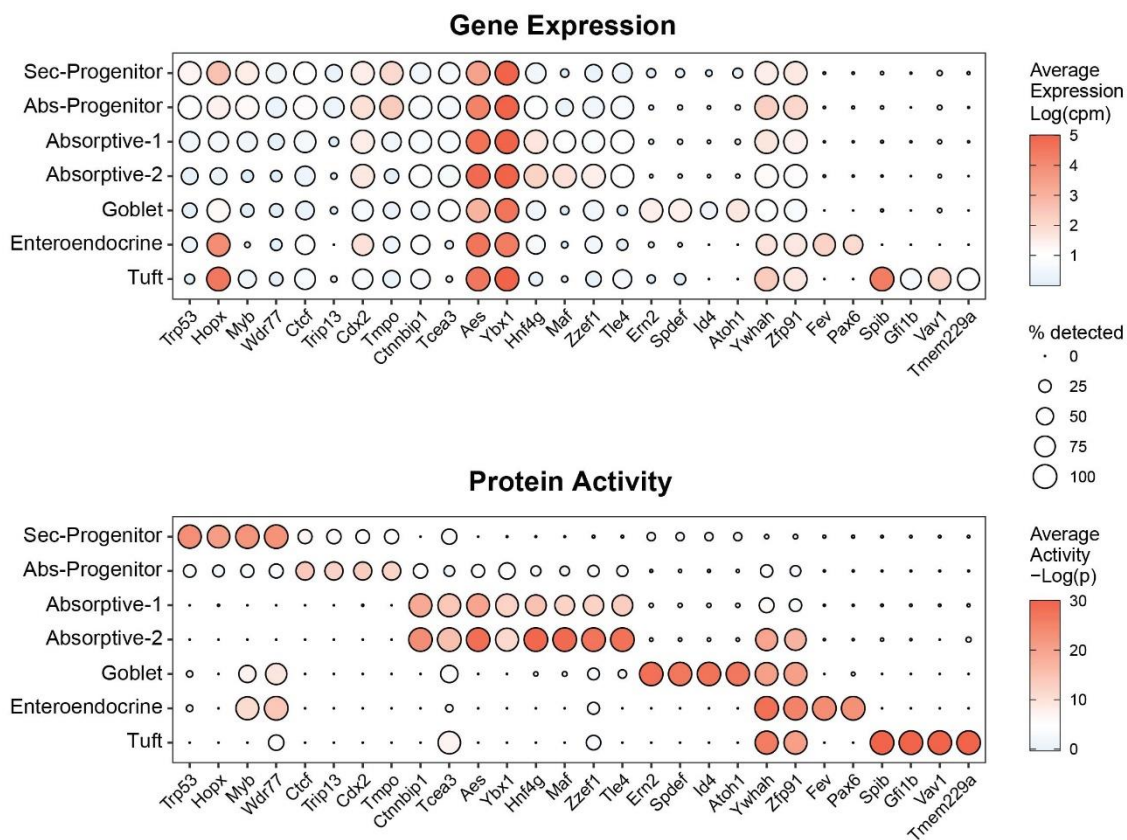 Gene Expression
Sec-Progenitor
Abs-Progenitor
Absorptive-1
Absorptive-2
Goblet
Enteroendocrine
Tuft
Trp53 Hopx Myb Wdr77 Ctcf Trip13 Cdx2 Tmpo Ctnnbip1 Tcea3 Aes Ybx1 Hnf4g Maf Zzef1 Tle4 Ern2 Spdef Id4 Atoh1 Ywhah Zfp91 Fev Pax6 Spib Gfi1b Vav1 Tmem229a
Average
Expression
Log(cpm)
5
4
3
2
1
% detected
0
25
50
75
100
Protein Activity
Sec-Progenitor
Abs-Progenitor
Absorptive-1
Absorptive-2
Goblet
Enteroendocrine
Tuft
Trp53 Hopx Myb Wdr77 Ctcf Trip13 Cdx2 Tmpo Ctnnbip1 Tcea3 Aes Ybx1 Hnf4g Maf Zzef1 Tle4 Ern2 Spdef Id4 Atoh1 Ywhah Zfp91 Fev Pax6 Spib Gfi1b Vav1 Tmem229a
Average
Activity
−Log(p)
30
20
10
0